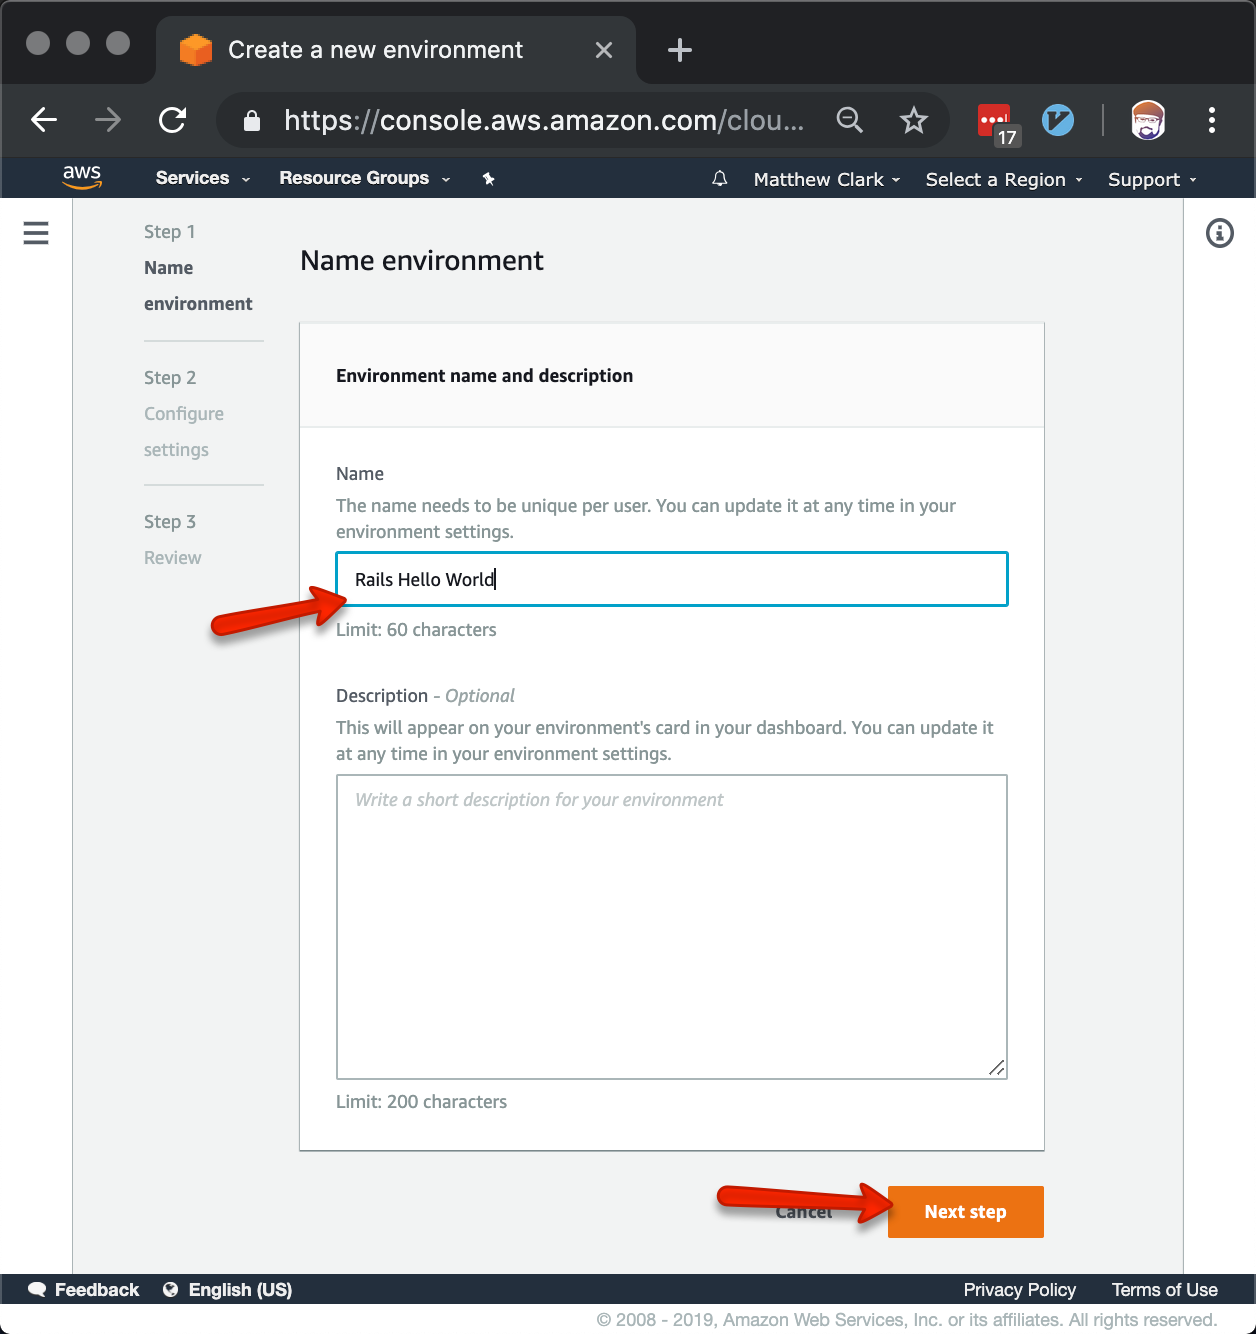 Create a new environment
https://console.aws.amazon.com/clou...
17
aws
Services
Resource Groups
Matthew Clark
Select a Region
Support
Step 1
Name
environment
Step 2
Configure
settings
Step 3
Review
Name environment
Environment name and description
Name
The name needs to be unique per user. You can update it at any time in your
environment settings.
Rails Hello World
Limit: 60 characters
Description - Optional
This will appear on your environment's card in your dashboard. You can update it
at any time in your environment settings.
Write a short description for your environment
Limit: 200 characters
Cancel
Next step
Feedback
English (US)
Privacy Policy
Terms of Use
© 2008 - 2019, Amazon Web Services, Inc. or its affiliates. All rights reserved.